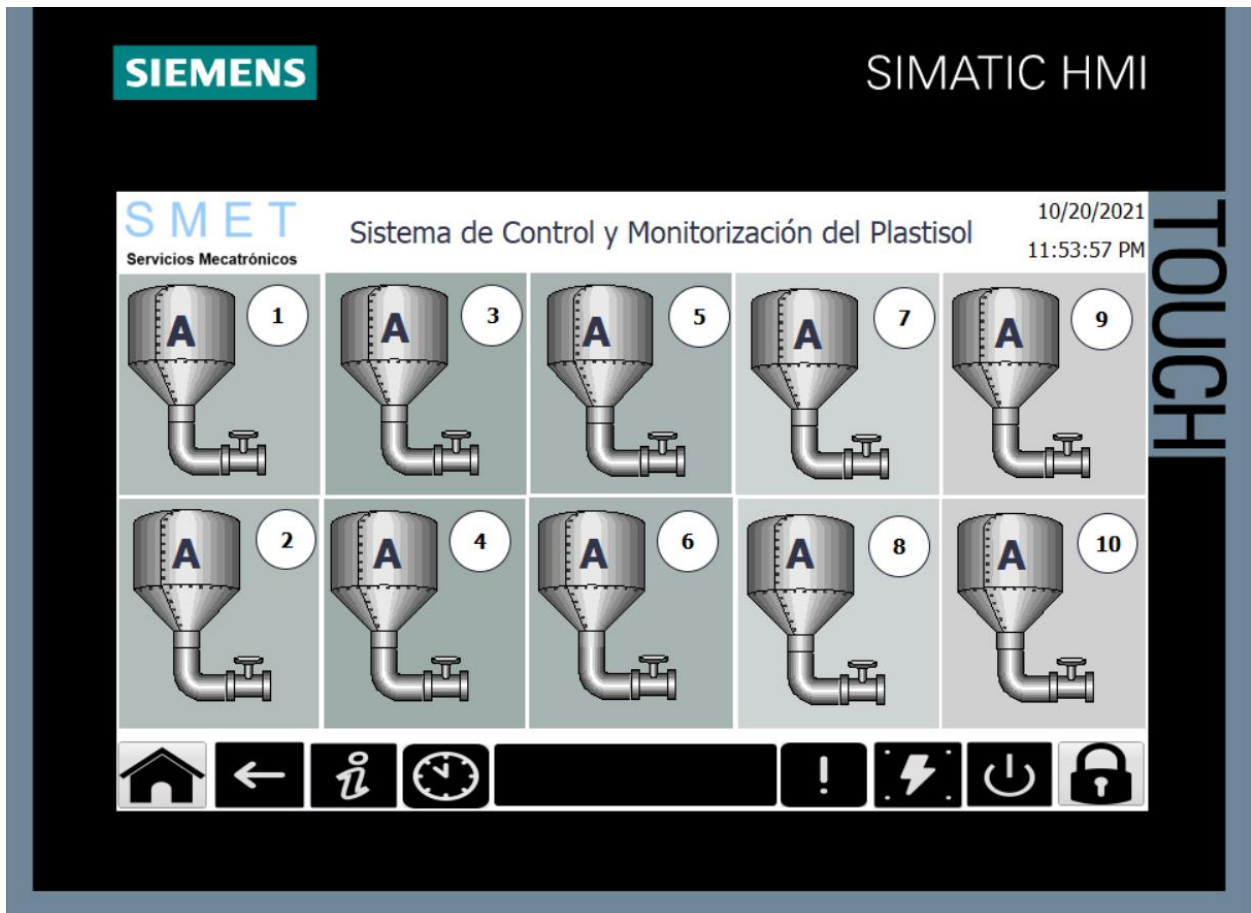 SIEMENS
SIMATIC HMI
TOUCH
SMET
Servicios Mecatrónicos
Sistema de Control y Monitorización del Plastisol
10/20/2021
11:53:57 PM
A 1
A 3
A 5
A 7
A 9
A 2
A 4
A 6
A 8
A 10
i
!